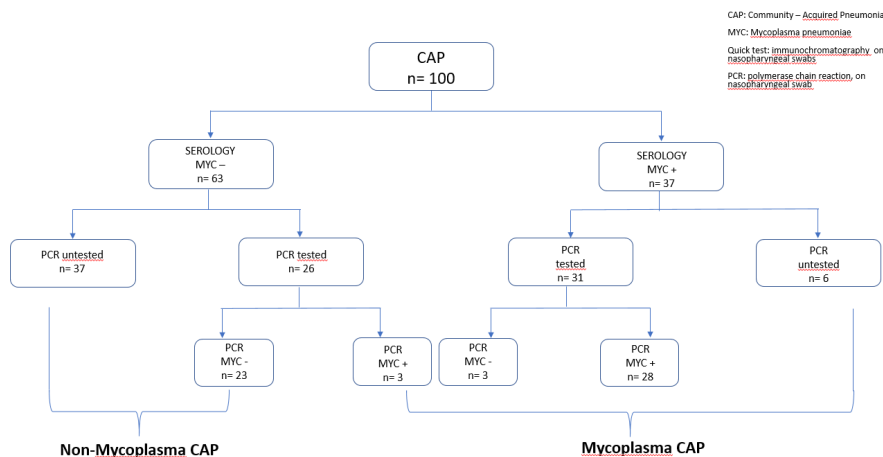 CAP: Community – Acquired Pneumonia
MYC: Mycoplasma pneumoniae
Quick test: immunochromatography on
nasopharyngeal swabs
PCR: polymerase chain reaction, on
nasopharyngeal swab
CAP
n= 100
SEROLOGY
MYC –
n= 63
SEROLOGY
MYC +
n= 37
PCR untested
n= 37
PCR tested
n= 26
PCR
tested
n= 31
PCR
untested
n= 6
PCR
MYC -
n= 23
PCR
MYC +
n= 3
PCR
MYC -
n= 3
PCR
MYC +
n= 28
Non-Mycoplasma CAP
Mycoplasma CAP